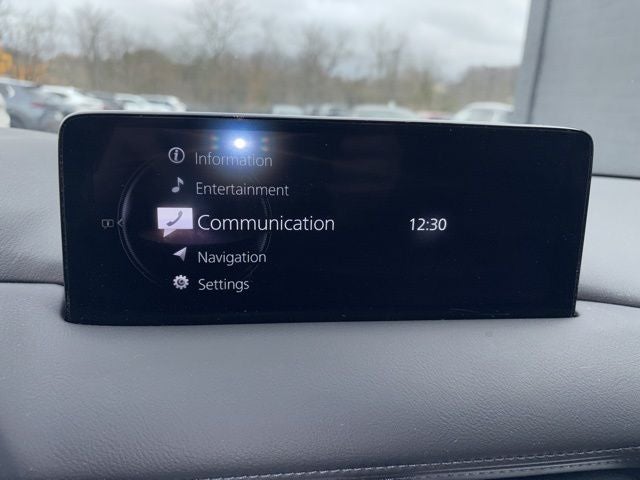 Information
Entertainment
Communication
12:30
Navigation
Settings